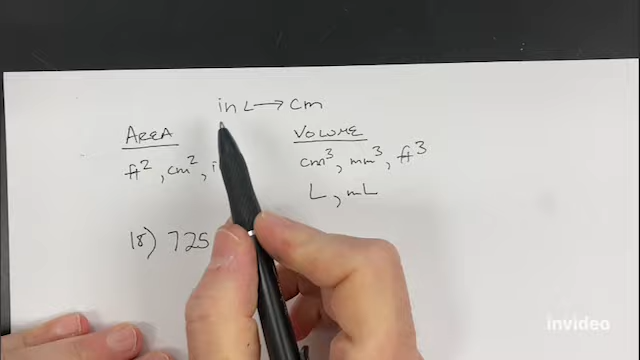 in ⟷ cm
AREA
VOLUME
ft², cm², i
cm³, mm³, ft³
L, mL
18) 725
invideo